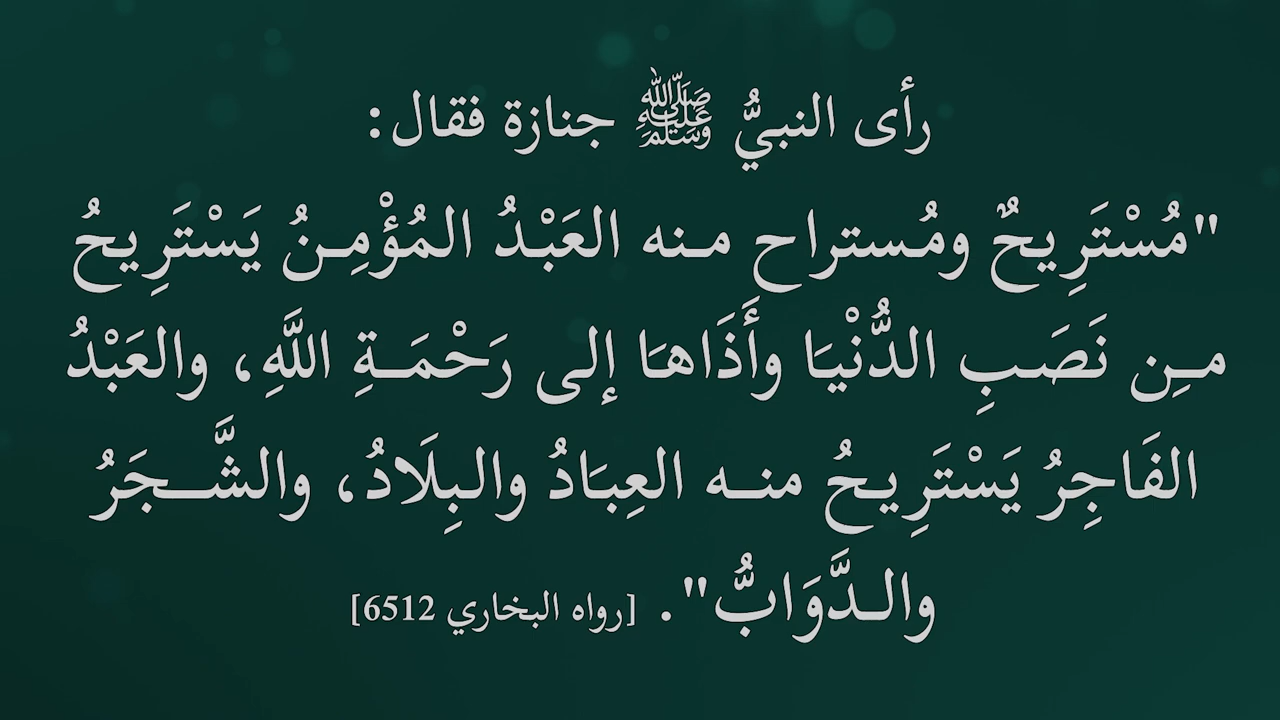 رأى النبيُّ ﷺ جنازة فقال:
"مُسْتَرِيحٌ ومُستراح منه العَبْدُ المُؤْمِنُ يَسْتَرِيحُ
مِن نَصَبِ الدُّنْيَا وأَذَاهَا إلى رَحْمَةِ اللَّهِ، والعَبْدُ
الفَاجِرُ يَسْتَرِيحُ منه العِبَادُ والبِلَادُ، والشَّجَرُ
والدَّوَابُّ". [رواه البخاري 6512]